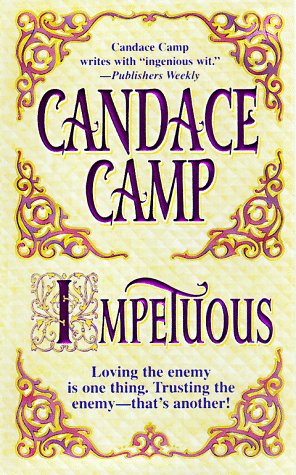 Candace Camp
writes with “ingenious wit.”
—Publishers Weekly
CANDACE
CAMP
IMPETUOUS
Loving the enemy
is one thing. Trusting the
enemy—that's another!